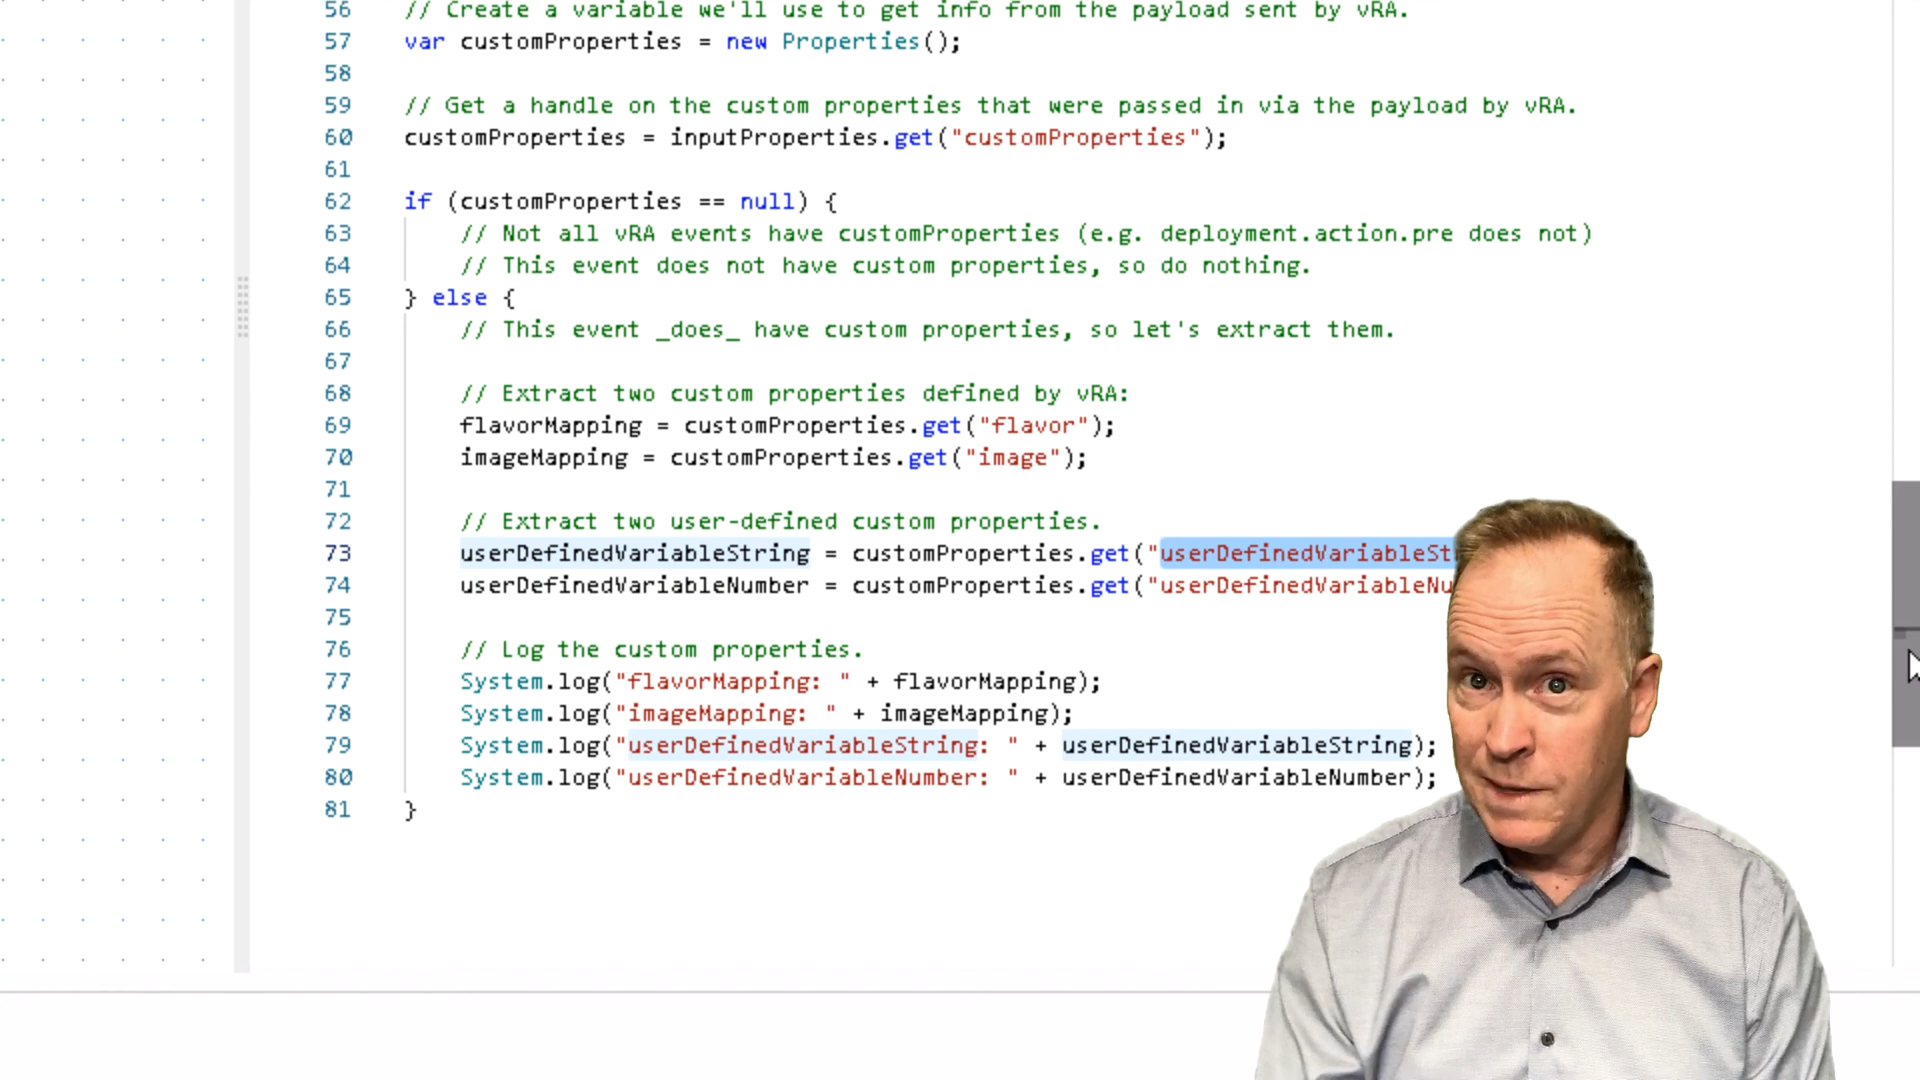 56 // Create a variable we'll use to get info from the payload sent by vRA.
57 var customProperties = new Properties();
58
59 // Get a handle on the custom properties that were passed in via the payload by vRA.
60 customProperties = inputProperties.get("customProperties");
61
62 if (customProperties == null) {
63 // Not all vRA events have customProperties (e.g. deployment.action.pre does not)
64 // This event does not have custom properties, so do nothing.
65 } else {
66 // This event _does_ have custom properties, so let's extract them.
67
68 // Extract two custom properties defined by vRA:
69 flavorMapping = customProperties.get("flavor");
70 imageMapping = customProperties.get("image");
71
72 // Extract two user-defined custom properties.
73 userDefinedVariableString = customProperties.get("userDefinedVariableSt
74 userDefinedVariableNumber = customProperties.get("userDefinedVariableNu
75
76 // Log the custom properties.
77 System.log("flavorMapping: " + flavorMapping);
78 System.log("imageMapping: " + imageMapping);
79 System.log("userDefinedVariableString: " + userDefinedVariableString);
80 System.log("userDefinedVariableNumber: " + userDefinedVariableNumber);
81 }